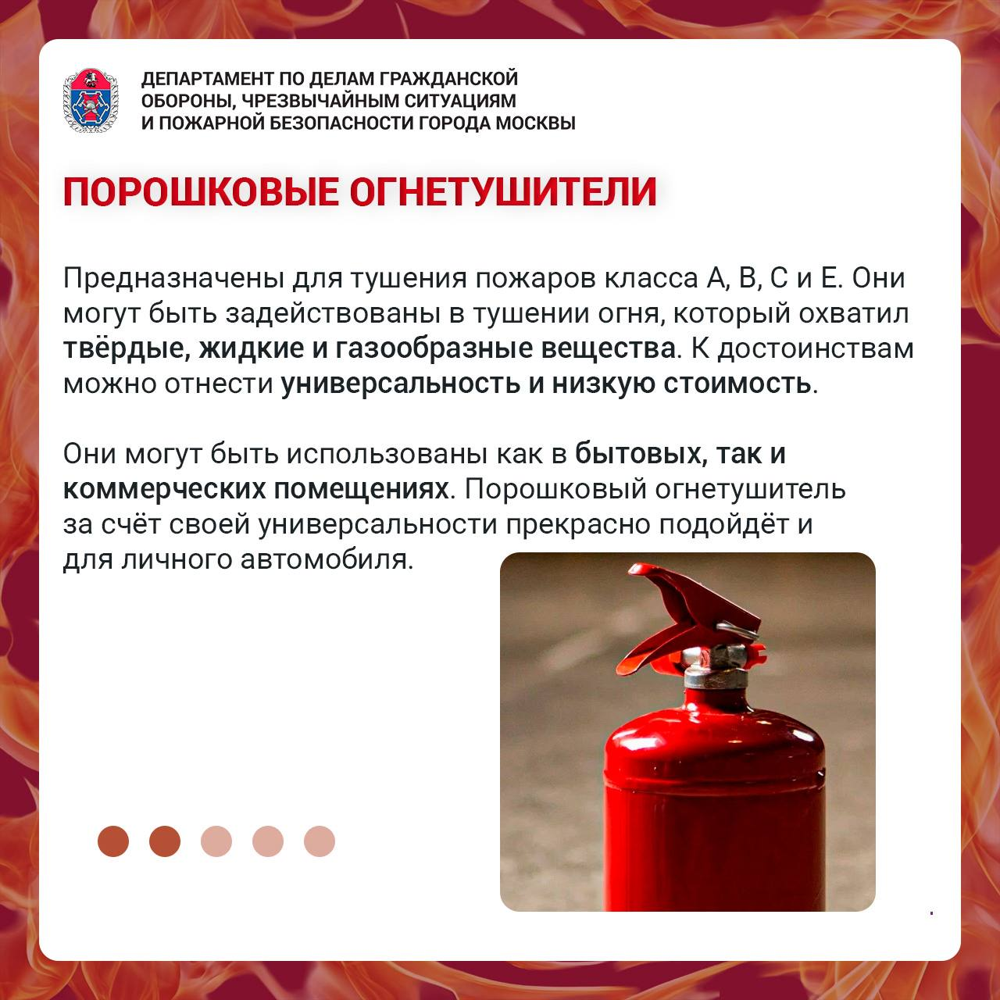 ДЕПАРТАМЕНТ ПО ДЕЛАМ ГРАЖДАНСКОЙ
ОБОРОНЫ, ЧРЕЗВЫЧАЙНЫМ СИТУАЦИЯМ
И ПОЖАРНОЙ БЕЗОПАСНОСТИ ГОРОДА МОСКВЫ
ПОРОШКОВЫЕ ОГНЕТУШИТЕЛИ
Предназначены для тушения пожаров класса А, В, С и Е. Они
могут быть задействованы в тушении огня, который охватил
твёрдые, жидкие и газообразные вещества. К достоинствам
можно отнести универсальность и низкую стоимость.
Они могут быть использованы как в бытовых, так и
коммерческих помещениях. Порошковый огнетушитель
за счёт своей универсальности прекрасно подойдёт и
для личного автомобиля.